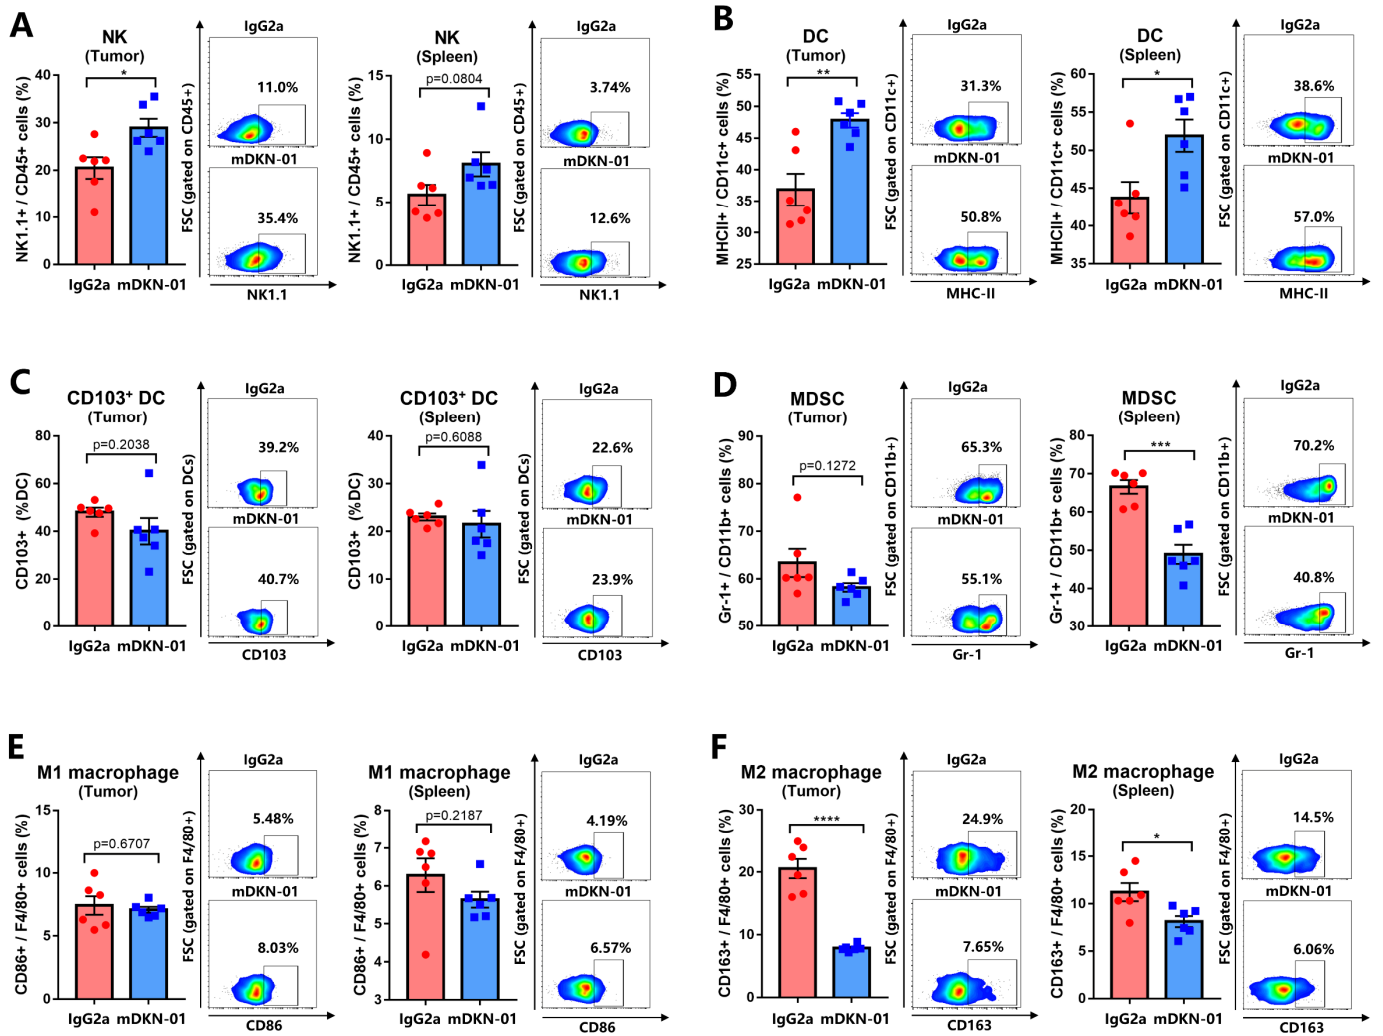 A
NK
(Tumor)
NK1.1+ / CD45+ cells (%)
40
30
20
10
0
*
IgG2a mDKN-01
FSC (gated on CD45+)
IgG2a
11.0%
mDKN-01
35.4%
NK1.1
NK
(Spleen)
NK1.1+ / CD45+ cells (%)
15
10
5
0
p=0.0804
IgG2a mDKN-01
FSC (gated on CD45+)
IgG2a
3.74%
mDKN-01
12.6%
NK1.1
B
DC
(Tumor)
MHCII+ / CD11c+ cells (%)
55
50
45
40
35
30
25
**
IgG2a mDKN-01
FSC (gated on CD11c+)
IgG2a
31.3%
mDKN-01
50.8%
MHC-II
DC
(Spleen)
MHCII+ / CD11c+ cells (%)
60
55
50
45
40
35
*
IgG2a mDKN-01
FSC (gated on CD11c+)
IgG2a
38.6%
mDKN-01
57.0%
MHC-II
C
CD103+ DC
(Tumor)
CD103+ (%DC)
80
60
40
20
0
p=0.2038
IgG2a mDKN-01
FSC (gated on DCs)
IgG2a
39.2%
mDKN-01
40.7%
CD103
CD103+ DC
(Spleen)
CD103+ (%DC)
40
30
20
10
0
p=0.6088
IgG2a mDKN-01
FSC (gated on DCs)
IgG2a
22.6%
mDKN-01
23.9%
CD103
D
MDSC
(Tumor)
Gr-1+ / CD11b+ cells (%)
90
80
70
60
50
p=0.1272
IgG2a mDKN-01
FSC (gated on CD11b+)
IgG2a
65.3%
mDKN-01
55.1%
Gr-1
MDSC
(Spleen)
Gr-1+ / CD11b+ cells (%)
80
70
60
50
40
30
***
IgG2a mDKN-01
FSC (gated on CD11b+)
IgG2a
70.2%
mDKN-01
40.8%
Gr-1
E
M1 macrophage
(Tumor)
CD86+ / F4/80+ cells (%)
15
10
5
0
p=0.6707
IgG2a mDKN-01
FSC (gated on F4/80+)
IgG2a
5.48%
mDKN-01
8.03%
CD86
M1 macrophage
(Spleen)
CD86+ / F4/80+ cells (%)
8
7
6
5
4
3
p=0.2187
IgG2a mDKN-01
FSC (gated on F4/80+)
IgG2a
4.19%
mDKN-01
6.57%
CD86
F
M2 macrophage
(Tumor)
CD163+ / F4/80+ cells (%)
30
20
10
0
****
IgG2a mDKN-01
FSC (gated on F4/80+)
IgG2a
24.9%
mDKN-01
7.65%
CD163
M2 macrophage
(Spleen)
CD163+ / F4/80+ cells (%)
20
15
10
5
0
*
IgG2a mDKN-01
FSC (gated on F4/80+)
IgG2a
14.5%
mDKN-01
6.06%
CD163